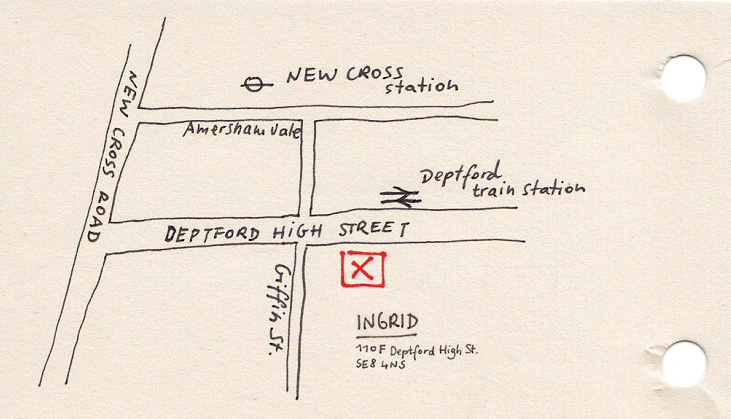 NEW CROSS
station
NEW CROSS ROAD
Amersham Vale
Deptford
train station
DEPTFORD HiGH STREET
Giffin St.
X
INGRID
110F Deptford High St.
SE8 4NS